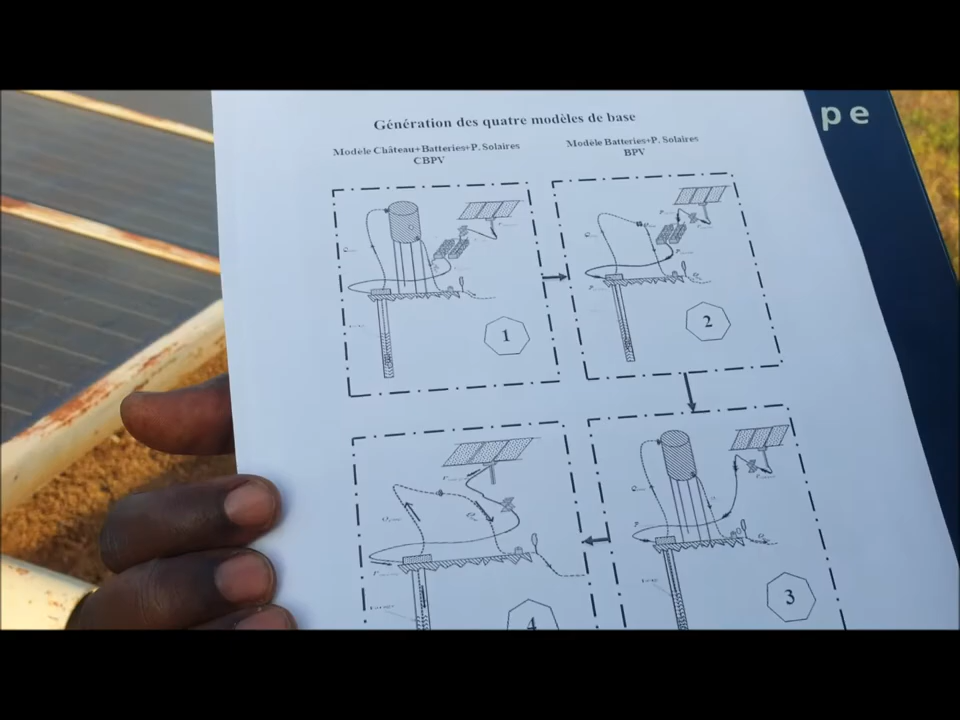 Génération des quatre modèles de base
Modèle Château+Batteries+P. Solaires
CBPV
Modèle Batteries+P. Solaires
BPV
1
2
3
4
pe